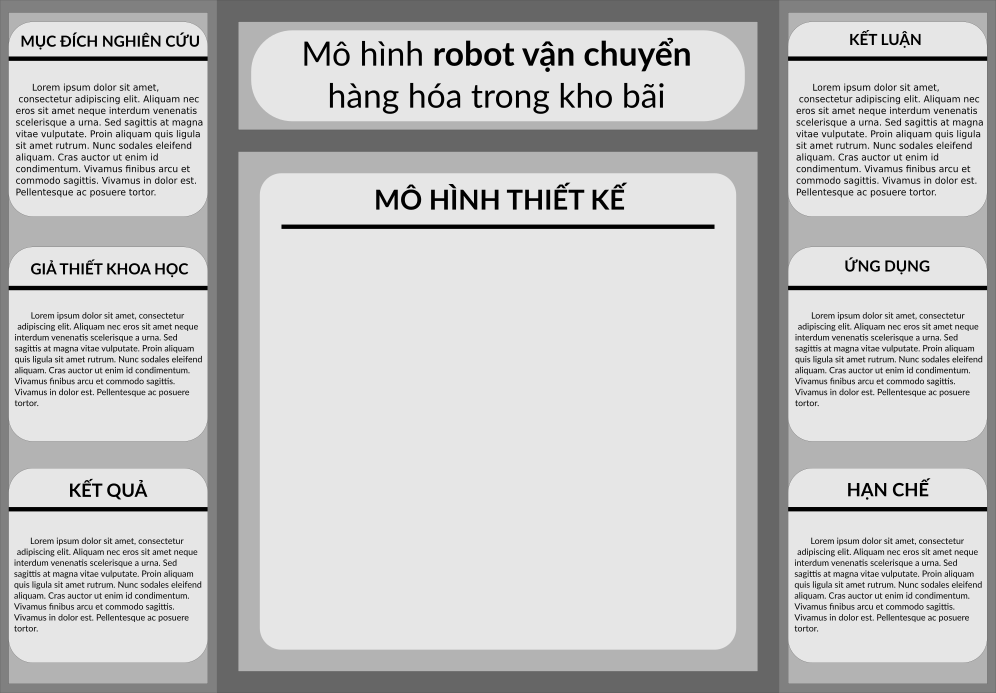 MỤC ĐÍCH NGHIÊN CỨU
Lorem ipsum dolor sit amet,
consectetur adipiscing elit. Aliquam nec
eros sit amet neque interdum venenatis
scelerisque a urna. Sed sagittis at magna
vitae vulputate. Proin aliquam quis ligula
sit amet rutrum. Nunc sodales eleifend
aliquam. Cras auctor ut enim id
condimentum. Vivamus finibus arcu et
commodo sagittis. Vivamus in dolor est.
Pellentesque ac posuere tortor.
GIẢ THIẾT KHOA HỌC
Lorem ipsum dolor sit amet, consectetur
adipiscing elit. Aliquam nec eros sit amet neque
interdum venenatis scelerisque a urna. Sed
sagittis at magna vitae vulputate. Proin aliquam
quis ligula sit amet rutrum. Nunc sodales eleifend
aliquam. Cras auctor ut enim id condimentum.
Vivamus finibus arcu et commodo sagittis.
Vivamus in dolor est. Pellentesque ac posuere
tortor.
KẾT QUẢ
Lorem ipsum dolor sit amet, consectetur
adipiscing elit. Aliquam nec eros sit amet neque
interdum venenatis scelerisque a urna. Sed
sagittis at magna vitae vulputate. Proin aliquam
quis ligula sit amet rutrum. Nunc sodales eleifend
aliquam. Cras auctor ut enim id condimentum.
Vivamus finibus arcu et commodo sagittis.
Vivamus in dolor est. Pellentesque ac posuere
tortor.
Mô hình robot vận chuyển
hàng hóa trong kho bãi
MÔ HÌNH THIẾT KẾ
KẾT LUẬN
Lorem ipsum dolor sit amet,
consectetur adipiscing elit. Aliquam nec
eros sit amet neque interdum venenatis
scelerisque a urna. Sed sagittis at magna
vitae vulputate. Proin aliquam quis ligula
sit amet rutrum. Nunc sodales eleifend
aliquam. Cras auctor ut enim id
condimentum. Vivamus finibus arcu et
commodo sagittis. Vivamus in dolor est.
Pellentesque ac posuere tortor.
ỨNG DỤNG
Lorem ipsum dolor sit amet, consectetur
adipiscing elit. Aliquam nec eros sit amet neque
interdum venenatis scelerisque a urna. Sed
sagittis at magna vitae vulputate. Proin aliquam
quis ligula sit amet rutrum. Nunc sodales eleifend
aliquam. Cras auctor ut enim id condimentum.
Vivamus finibus arcu et commodo sagittis.
Vivamus in dolor est. Pellentesque ac posuere
tortor.
HẠN CHẾ
Lorem ipsum dolor sit amet, consectetur
adipiscing elit. Aliquam nec eros sit amet neque
interdum venenatis scelerisque a urna. Sed
sagittis at magna vitae vulputate. Proin aliquam
quis ligula sit amet rutrum. Nunc sodales eleifend
aliquam. Cras auctor ut enim id condimentum.
Vivamus finibus arcu et commodo sagittis.
Vivamus in dolor est. Pellentesque ac posuere
tortor.